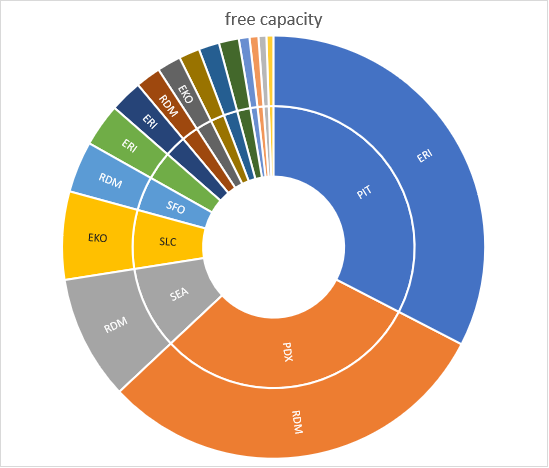 free capacity
ERI
PIT
PDX
RDM
SEA
RDM
SLC
EKO
SFO
RDM
ERI
ERI
RDM
EKO